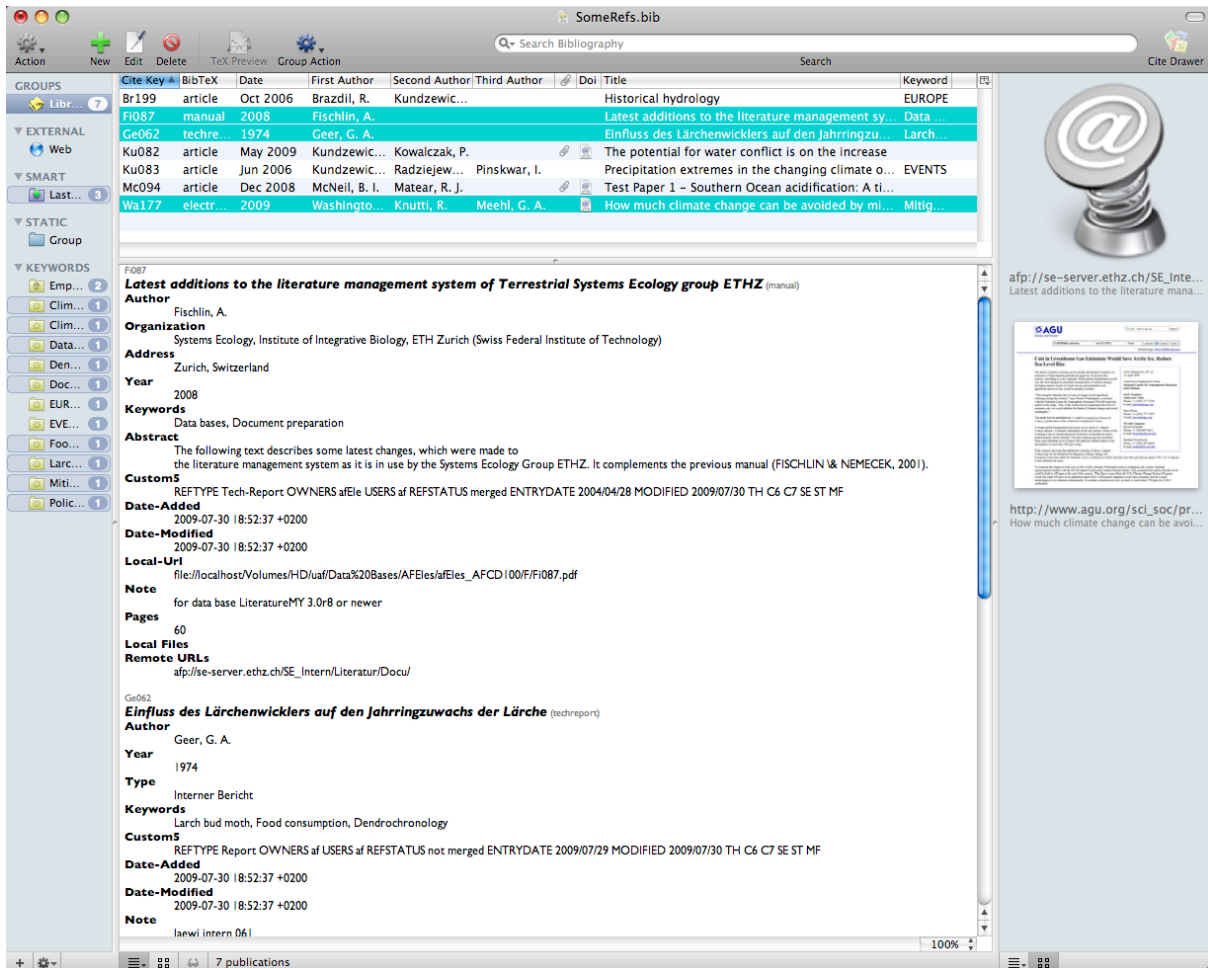 SomeRefs.bib
Search Bibliography
Action New Edit Delete TeX Preview Group Action Search Cite Drawer
GROUPS
Libr... 7
EXTERNAL
Web
SMART
Last... 3
STATIC
Group
KEYWORDS
Emp... 2
Clim... 1
Clim... 1
Data... 1
Den... 1
Doc... 1
EUR... 1
EVE... 1
Foo... 1
Larc... 1
Miti... 1
Polic... 1
Cite Key BibTeX Date First Author Second Author Third Author Doi Title Keyword
Br199 article Oct 2006 Brazdil, R. Kundzewic... Historical hydrology EUROPE
Fi087 manual 2008 Fischlin, A. Latest additions to the literature management sy... Data ...
Ge062 techre... 1974 Geer, G. A. Einfluss des Lärchenwicklers auf den Jahrringzu... Larch...
Ku082 article May 2009 Kundzewic... Kowalczak, P. The potential for water conflict is on the increase
Ku083 article Jun 2006 Kundzewic... Radziejew... Pinskwar, I. Precipitation extremes in the changing climate o... EVENTS
Mc094 article Dec 2008 McNeil, B. I. Matear, R. J. Test Paper 1 – Southern Ocean acidification: A ti...
Wa177 electr... 2009 Washingto... Knutti, R. Meehl, G. A. How much climate change can be avoided by mi... Mitig...
Fi087
Latest additions to the literature management system of Terrestrial Systems Ecology group ETHZ (manual)
Author
Fischlin, A.
Organization
Systems Ecology, Institute of Integrative Biology, ETH Zurich (Swiss Federal Institute of Technology)
Address
Zurich, Switzerland
Year
2008
Keywords
Data bases, Document preparation
Abstract
The following text describes some latest changes, which were made to
the literature management system as it is in use by the Systems Ecology Group ETHZ. It complements the previous manual (FISCHLIN \& NEMECEK, 2001).
Custom5
REFTYPE Tech-Report OWNERS afEle USERS af REFSTATUS merged ENTRYDATE 2004/04/28 MODIFIED 2009/07/30 TH C6 C7 SE ST MF
Date-Added
2009-07-30 18:52:37 +0200
Date-Modified
2009-07-30 18:52:37 +0200
Local-Url
file://localhost/Volumes/HD/uaf/Data%20Bases/AFEles/afEles_AFCD100/F/Fi087.pdf
Note
for data base LiteratureMY 3.0r8 or newer
Pages
60
Local Files
Remote URLs
afp://se-server.ethz.ch/SE_Intern/Literatur/Docu/
Ge062
Einfluss des Lärchenwicklers auf den Jahrringzuwachs der Lärche (techreport)
Author
Geer, G. A.
Year
1974
Type
Interner Bericht
Keywords
Larch bud moth, Food consumption, Dendrochronology
Custom5
REFTYPE Report OWNERS af USERS af REFSTATUS not merged ENTRYDATE 2009/07/29 MODIFIED 2009/07/30 TH C6 C7 SE ST MF
Date-Added
2009-07-30 18:52:37 +0200
Date-Modified
2009-07-30 18:52:37 +0200
Note
laewi intern 061
100%
7 publications
@
afp://se-server.ethz.ch/SE_Inte...
Latest additions to the literature mana...
AGU
Cuts in Greenhouse Gas Emissions Would Save Arctic Ice, Reduce
Sea Level Rise
http://www.agu.org/sci_soc/pr...
How much climate change can be avoi...